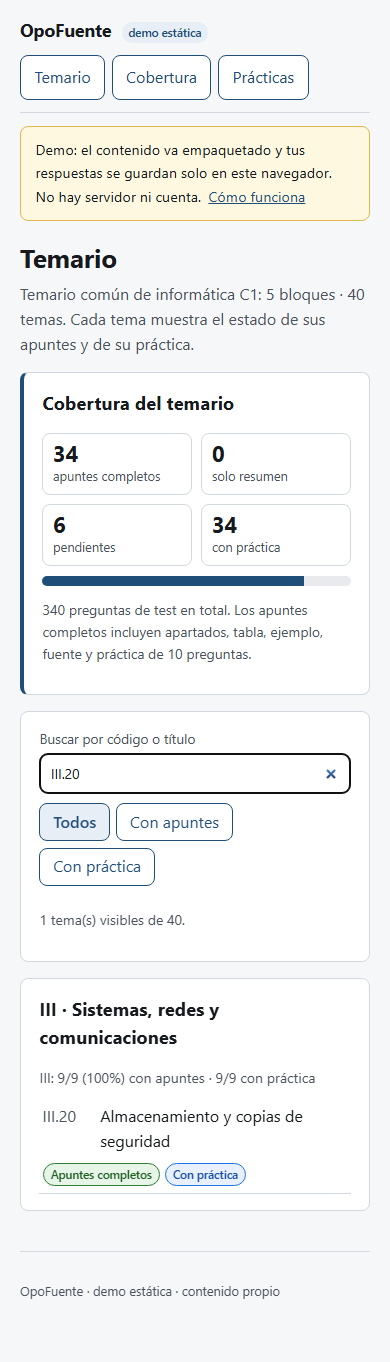 OpoFuente demo estática
Temario Cobertura Prácticas
Demo: el contenido va empaquetado y tus
respuestas se guardan solo en este navegador.
No hay servidor ni cuenta. Cómo funciona
Temario
Temario común de informática C1: 5 bloques · 40
temas. Cada tema muestra el estado de sus
apuntes y de su práctica.
Cobertura del temario
34
apuntes completos
0
solo resumen
6
pendientes
34
con práctica
340 preguntas de test en total. Los apuntes
completos incluyen apartados, tabla, ejemplo,
fuente y práctica de 10 preguntas.
Buscar por código o título
III.20
Todos Con apuntes
Con práctica
1 tema(s) visibles de 40.
III · Sistemas, redes y
comunicaciones
III: 9/9 (100%) con apuntes · 9/9 con práctica
III.20 Almacenamiento y copias de
seguridad
Apuntes completos Con práctica
OpoFuente · demo estática · contenido propio